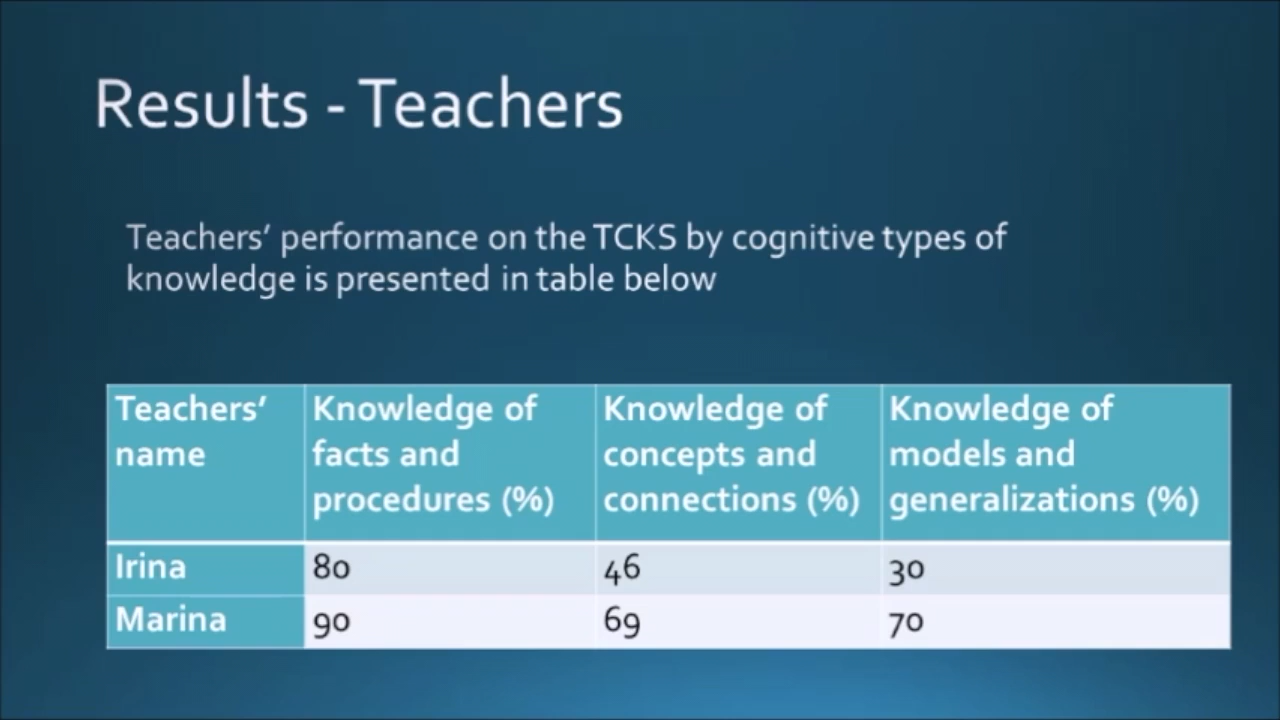 Results - Teachers
Teachers' performance on the TCKS by cognitive types of
knowledge is presented in table below
Teachers' name | Knowledge of facts and procedures (%) | Knowledge of concepts and connections (%) | Knowledge of models and generalizations (%)
Irina | 80 | 46 | 30
Marina | 90 | 69 | 70